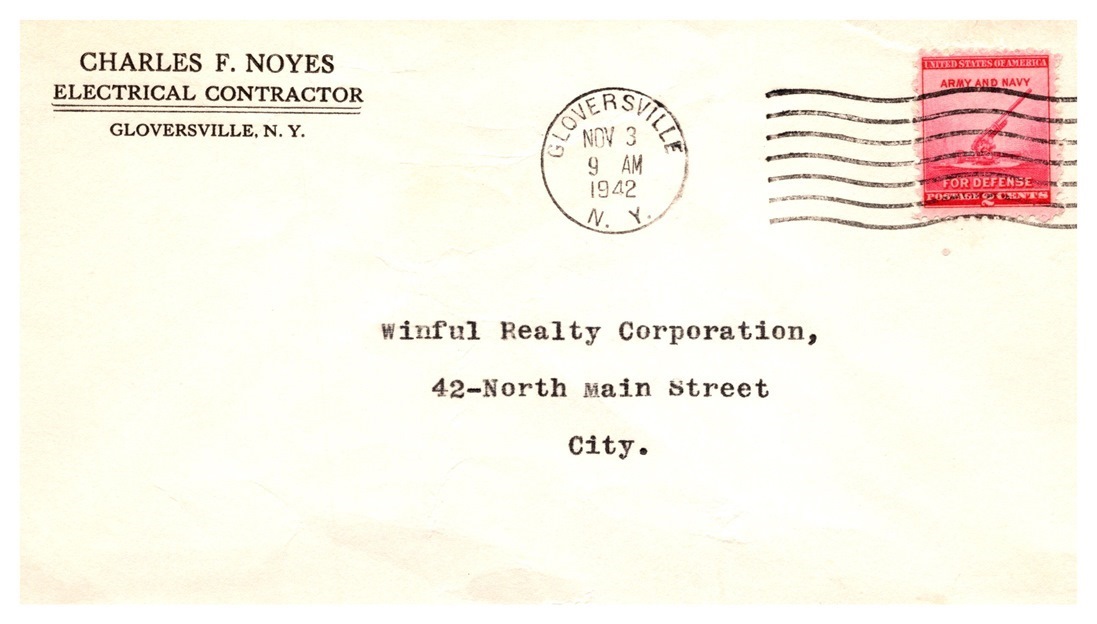 CHARLES F. NOYES
ELECTRICAL CONTRACTOR
GLOVERSVILLE, N. Y.
GLOVERSVILLE
NOV 3
9 AM
1942
N. Y.
UNITED STATES OF AMERICA
ARMY AND NAVY
FOR DEFENSE
POSTAGE 2 CENTS
Winful Realty Corporation,
42-North Main Street
City.